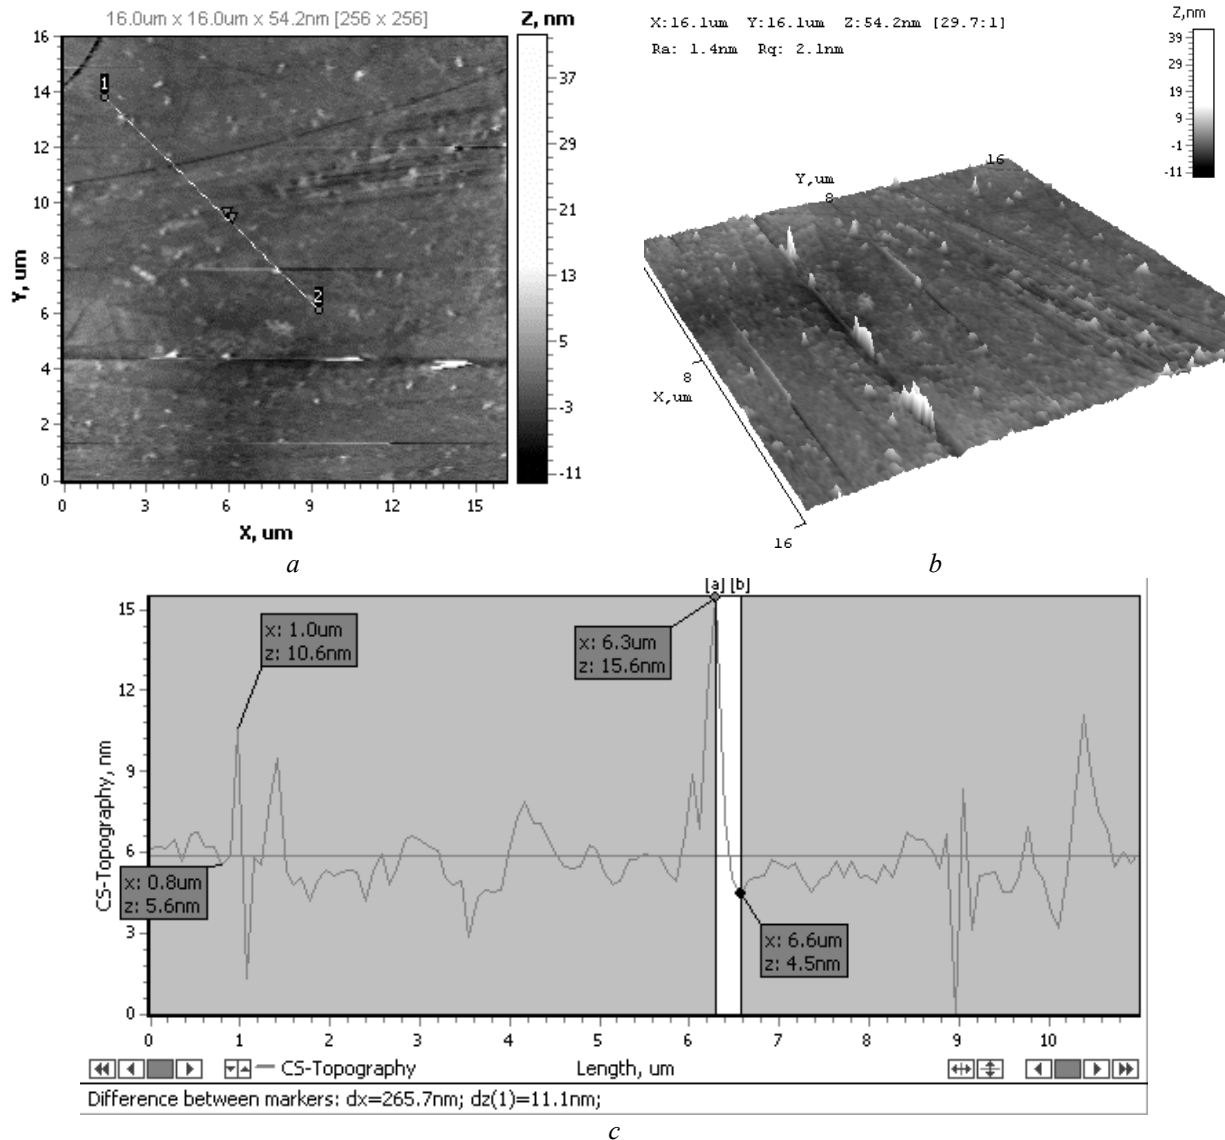 16.0um x 16.0um x 54.2nm [256 x 256]
Z, nm
16
14
12
10
8
6
4
2
0
Y, um
1
2
37
29
21
13
5
-3
-11
0
3
6
9
12
15
X, um
a
X:16.1um Y:16.1um Z:54.2nm [29.7:1]
Ra: 1.4nm Rq: 2.1nm
Z,nm
39
29
19
9
-1
-11
16
Y,um
8
8
X,um
16
b
[a] [b]
15
12
9
6
3
0
CS-Topography, nm
x: 1.0um
z: 10.6nm
x: 6.3um
z: 15.6nm
x: 0.8um
z: 5.6nm
x: 6.6um
z: 4.5nm
0 1 2 3 4 5 6 7 8 9 10
CS-Topography
Length, um
Difference between markers: dx=265.7nm; dz(1)=11.1nm;
c